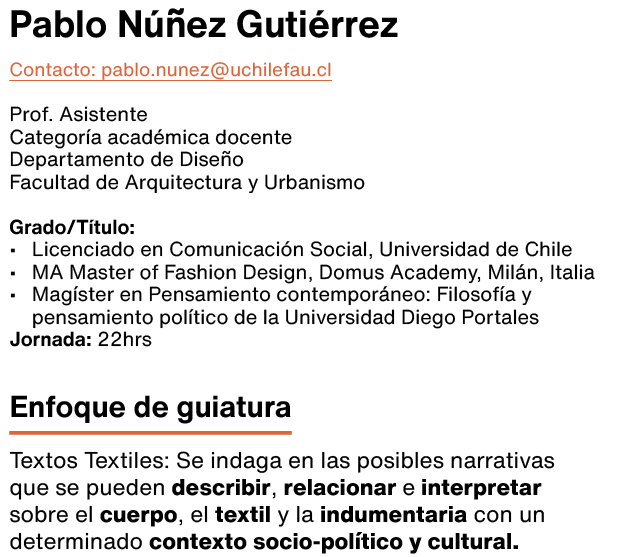 Pablo Núñez Gutiérrez
Contacto: pablo.nunez@uchilefau.cl
Prof. Asistente
Categoría académica docente
Departamento de Diseño
Facultad de Arquitectura y Urbanismo
Grado/Título:
• Licenciado en Comunicación Social, Universidad de Chile
• MA Master of Fashion Design, Domus Academy, Milán, Italia
• Magíster en Pensamiento contemporáneo: Filosofía y
pensamiento político de la Universidad Diego Portales
Jornada: 22hrs
Enfoque de guiatura
Textos Textiles: Se indaga en las posibles narrativas
que se pueden describir, relacionar e interpretar
sobre el cuerpo, el textil y la indumentaria con un
determinado contexto socio-político y cultural.